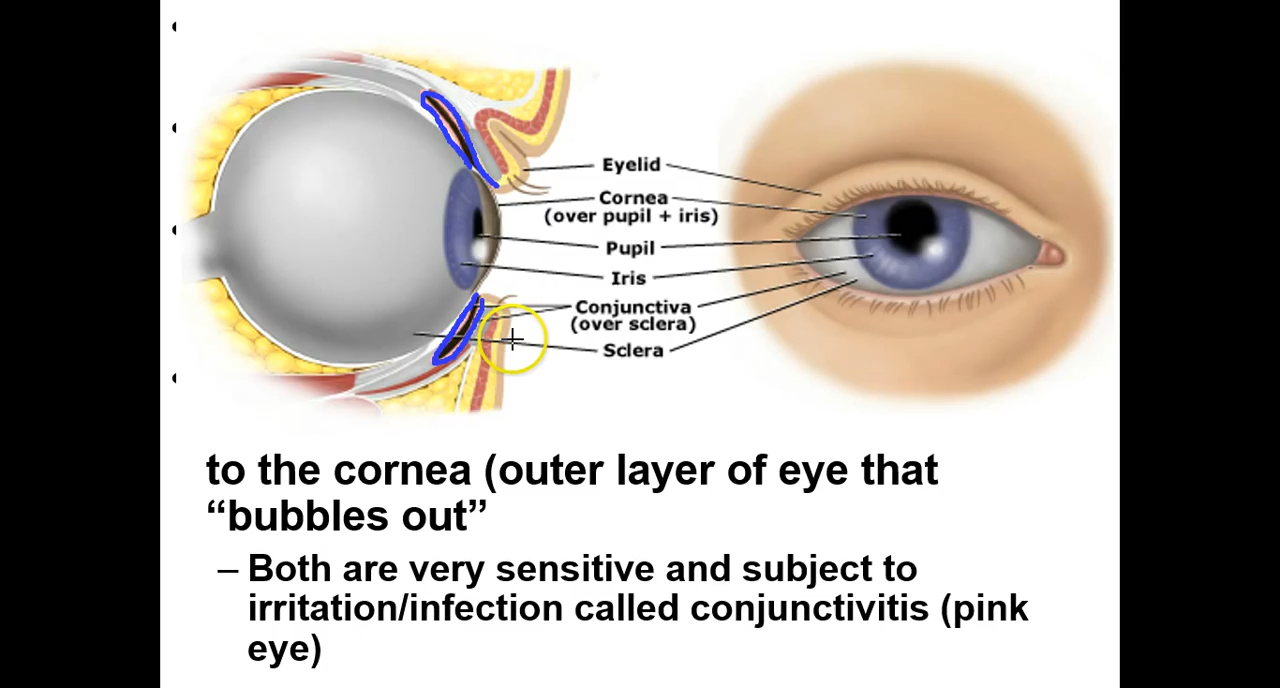 Eyelid
Cornea
(over pupil + iris)
Pupil
Iris
Conjunctiva
(over sclera)
Sclera
to the cornea (outer layer of eye that
“bubbles out”
– Both are very sensitive and subject to
irritation/infection called conjunctivitis (pink
eye)